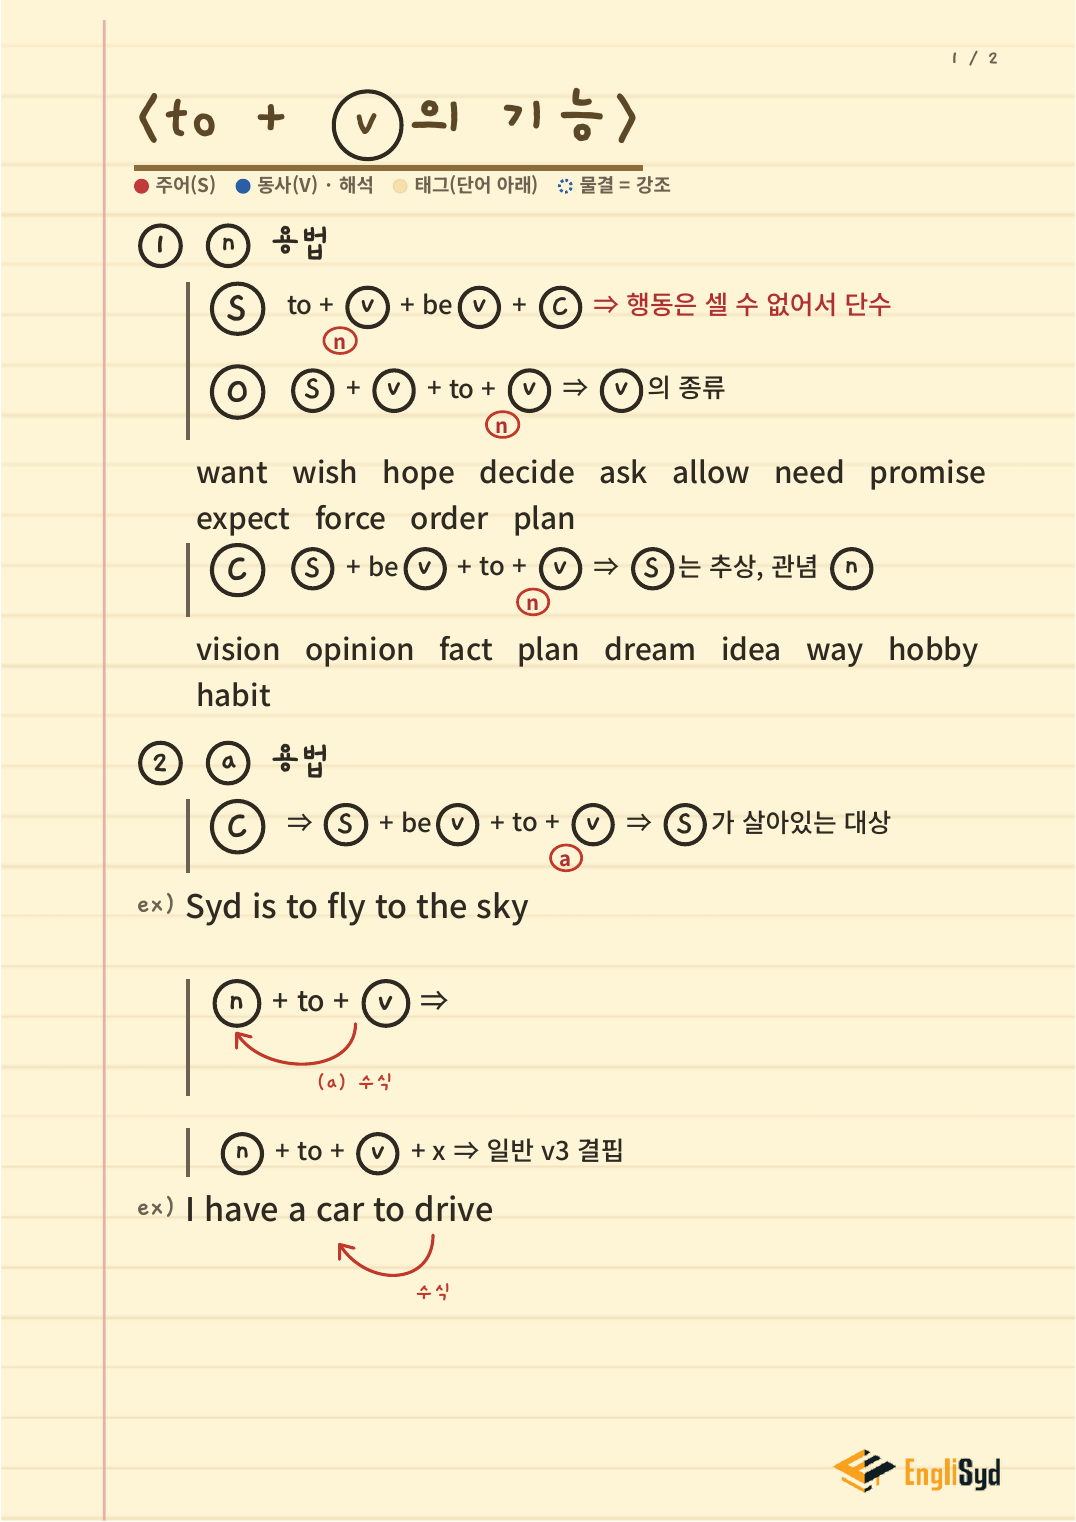 1 / 2
<to + v의 기능>
주어(S) 동사(V) · 해석 태그(단어 아래) 물결 = 강조
1 n 용법
S to + v + be v + c ⇒ 행동은 셀 수 없어서 단수
n
O S + v + to + v ⇒ v의 종류
n
want wish hope decide ask allow need promise
expect force order plan
C S + be v + to + v ⇒ S는 추상, 관념 n
n
vision opinion fact plan dream idea way hobby
habit
2 a 용법
C ⇒ S + be v + to + v ⇒ S가 살아있는 대상
a
ex) Syd is to fly to the sky
n + to + v ⇒
(a) 수식
n + to + v + x ⇒ 일반 v3 결핍
ex) I have a car to drive
수식
EngliSyd